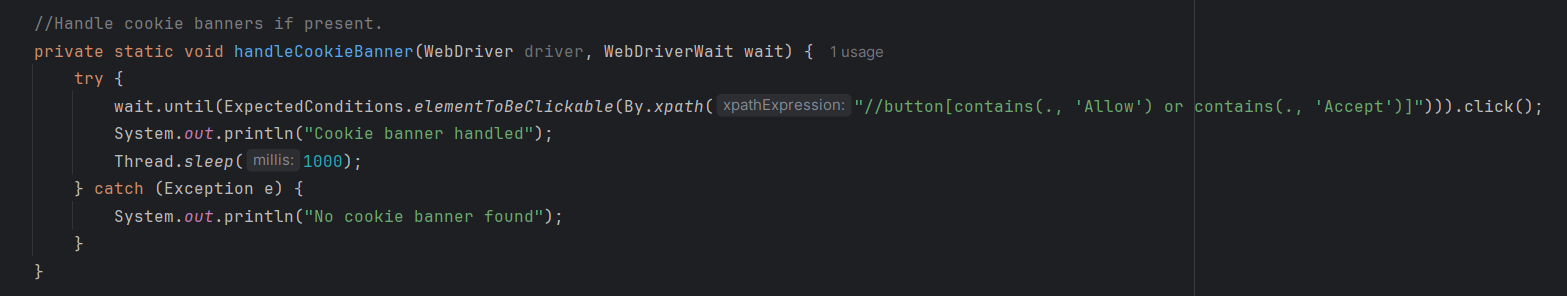 //Handle cookie banners if present.
private static void handleCookieBanner(WebDriver driver, WebDriverWait wait) { 1 usage
    try {
        wait.until(ExpectedConditions.elementToBeClickable(By.xpath( xpathExpression: "//button[contains(., 'Allow') or contains(., 'Accept')]"))).click();
        System.out.println("Cookie banner handled");
        Thread.sleep( millis: 1000);
    } catch (Exception e) {
        System.out.println("No cookie banner found");
    }
}